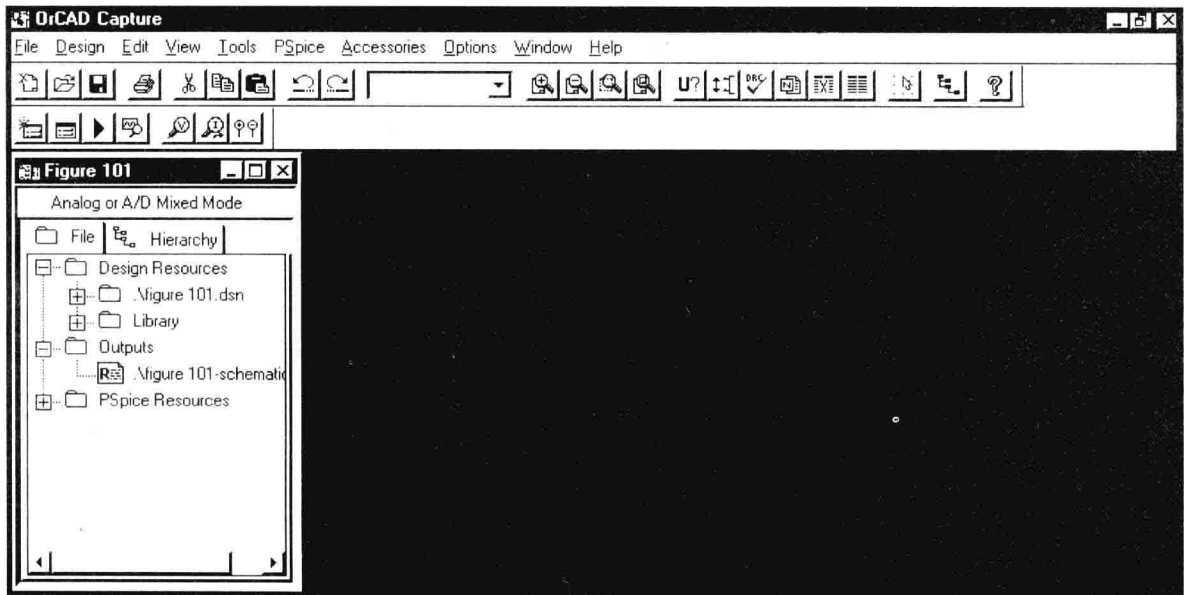 OrCAD Capture
File Design Edit View Tools PSpice Accessories Options Window Help
U? DRC N X
V I
Figure 101
Analog or A/D Mixed Mode
File Hierarchy
Design Resources
.\figure 101.dsn
Library
Outputs
R .\figure 101-schematic
PSpice Resources